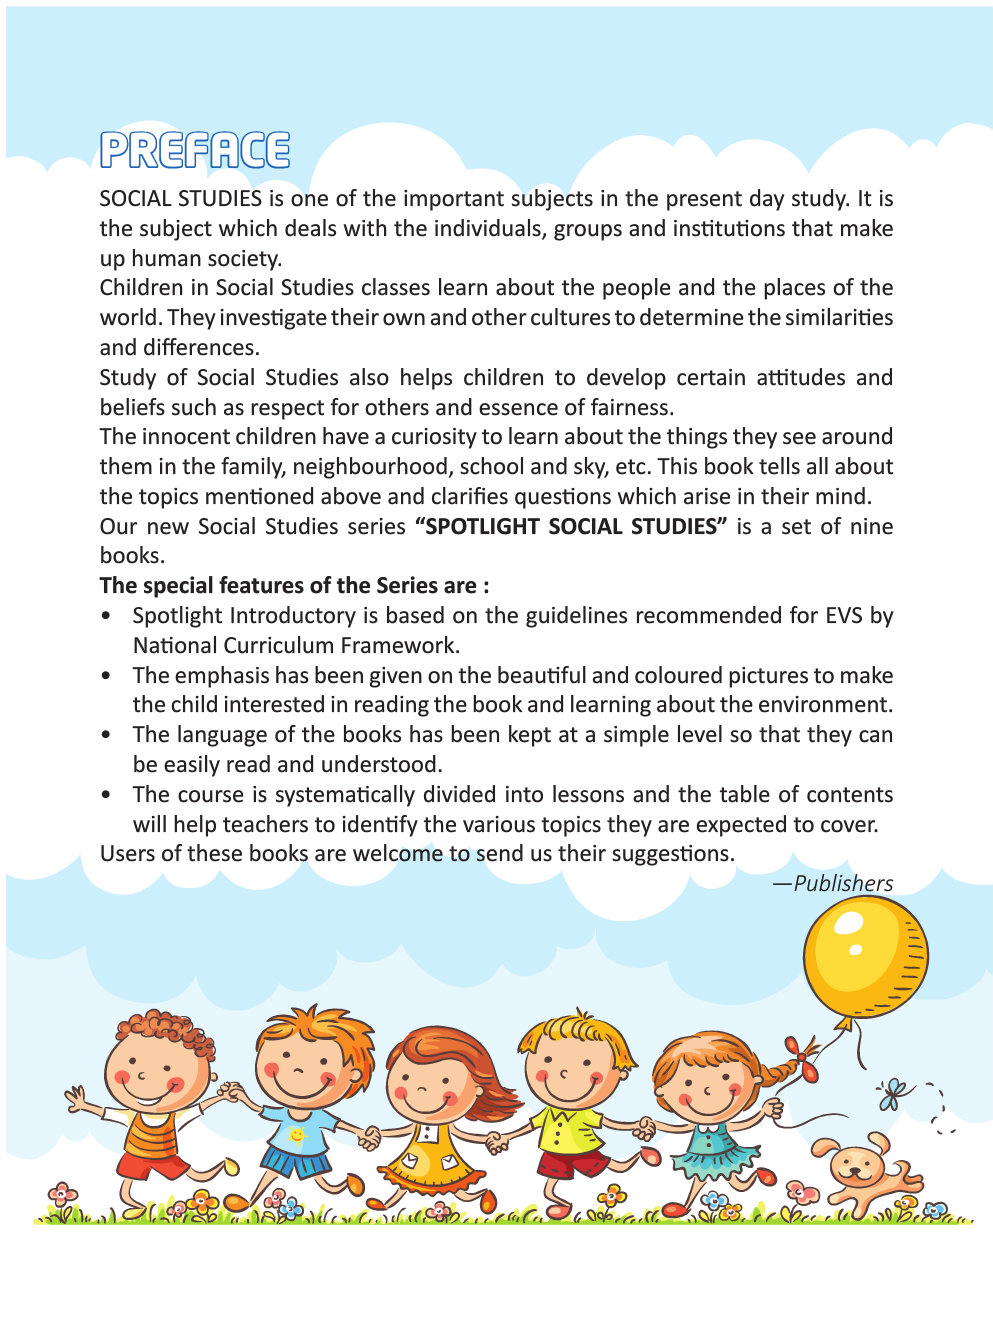 PREFACE
SOCIAL STUDIES is one of the important subjects in the present day study. It is
the subject which deals with the individuals, groups and institutions that make
up human society.
Children in Social Studies classes learn about the people and the places of the
world. They investigate their own and other cultures to determine the similarities
and differences.
Study of Social Studies also helps children to develop certain attitudes and
beliefs such as respect for others and essence of fairness.
The innocent children have a curiosity to learn about the things they see around
them in the family, neighbourhood, school and sky, etc. This book tells all about
the topics mentioned above and clarifies questions which arise in their mind.
Our new Social Studies series “SPOTLIGHT SOCIAL STUDIES” is a set of nine
books.
The special features of the Series are :
• Spotlight Introductory is based on the guidelines recommended for EVS by
National Curriculum Framework.
• The emphasis has been given on the beautiful and coloured pictures to make
the child interested in reading the book and learning about the environment.
• The language of the books has been kept at a simple level so that they can
be easily read and understood.
• The course is systematically divided into lessons and the table of contents
will help teachers to identify the various topics they are expected to cover.
Users of these books are welcome to send us their suggestions.
—Publishers